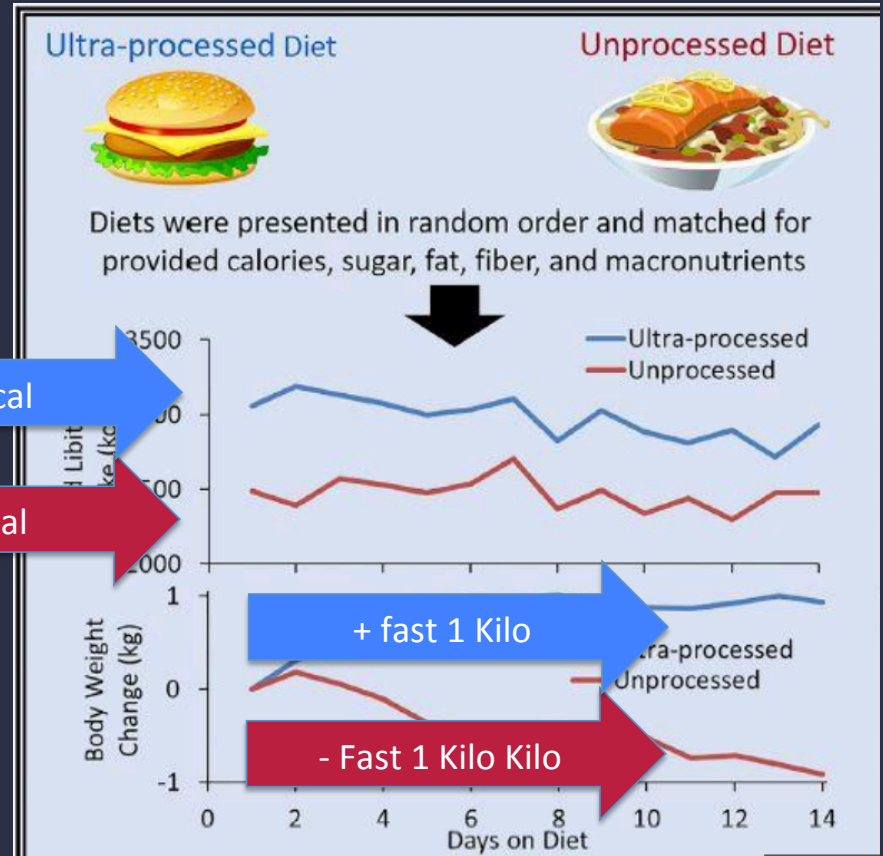 Ultra-processed Diet
Unprocessed Diet
Diets were presented in random order and matched for
provided calories, sugar, fat, fiber, and macronutrients
3500
Ultra-processed
Unprocessed
2000
1
+ fast 1 Kilo
Body Weight
Change (kg)
0
Unprocessed
- Fast 1 Kilo Kilo
-1
0 2 4 6 8 10 12 14
Days on Diet